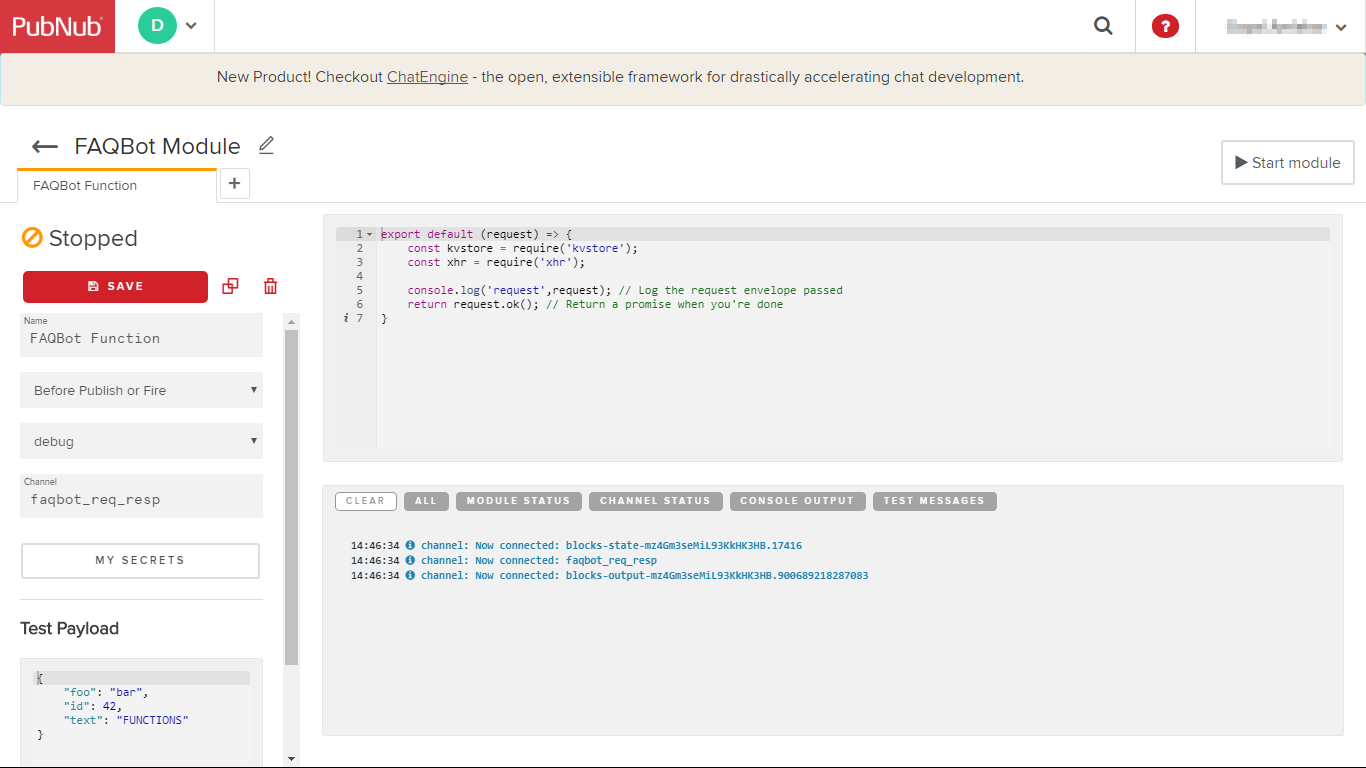 PubNub
D
?
New Product! Checkout ChatEngine - the open, extensible framework for drastically accelerating chat development.
FAQBot Module
Start module
FAQBot Function
+
Stopped
SAVE
Name
FAQBot Function
Before Publish or Fire
debug
Channel
faqbot_req_resp
MY SECRETS
Test Payload
{
"foo": "bar",
"id": 42,
"text": "FUNCTIONS"
}
1 export default (request) => {
2 const kvstore = require('kvstore');
3 const xhr = require('xhr');
4
5 console.log('request',request); // Log the request envelope passed
6 return request.ok(); // Return a promise when you're done
i 7 }
CLEAR ALL MODULE STATUS CHANNEL STATUS CONSOLE OUTPUT TEST MESSAGES
14:46:34 channel: Now connected: blocks-state-mz4Gm3seMiL93KkHK3HB.17416
14:46:34 channel: Now connected: faqbot_req_resp
14:46:34 channel: Now connected: blocks-output-mz4Gm3seMiL93KkHK3HB.900689218287083